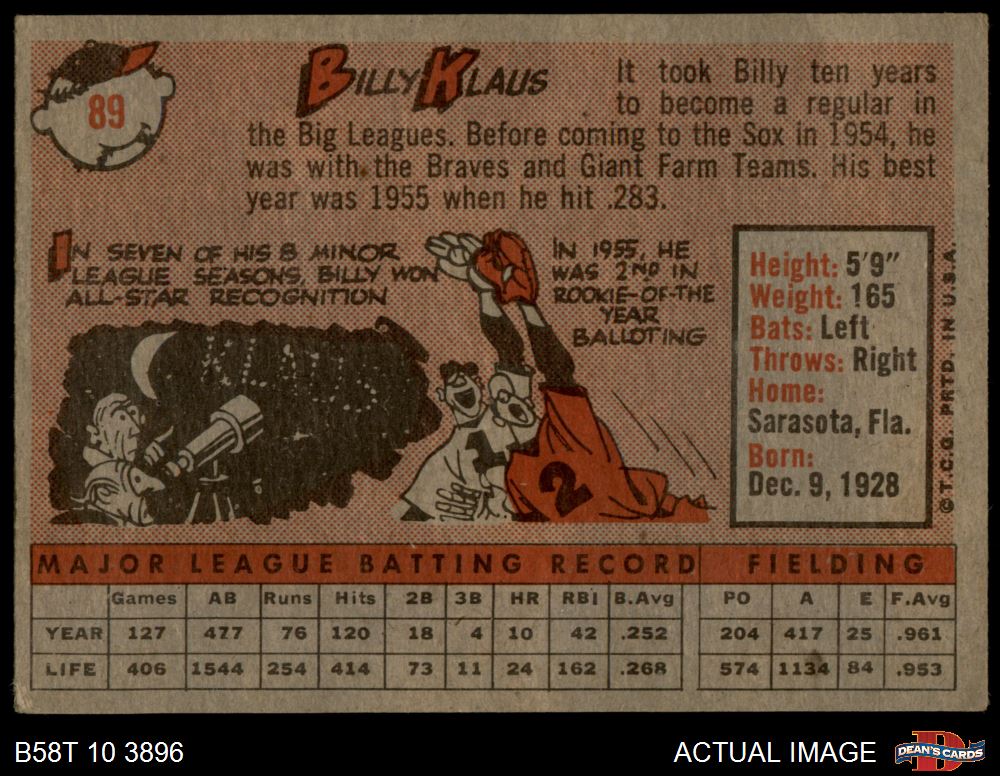 89
BILLY KLAUS
It took Billy ten years
to become a regular in
the Big Leagues. Before coming to the Sox in 1954, he
was with the Braves and Giant Farm Teams. His best
year was 1955 when he hit .283.
IN SEVEN OF HIS 8 MINOR
LEAGUE SEASONS, BILLY WON
ALL-STAR RECOGNITION
KLAUS
IN 1955, HE
WAS 2ND IN
ROOKIE-OF-THE
YEAR
BALLOTING
1
2
Height: 5'9"
Weight: 165
Bats: Left
Throws: Right
Home:
Sarasota, Fla.
Born:
Dec. 9, 1928
© T.C.G. PRTD. IN U.S.A.
MAJOR LEAGUE BATTING RECORD FIELDING
Games AB Runs Hits 2B 3B HR RBI B.Avg PO A E F.Avg
YEAR 127 477 76 120 18 4 10 42 .252 204 417 25 .961
LIFE 406 1544 254 414 73 11 24 162 .268 574 1134 84 .953
B58T 10 3896
ACTUAL IMAGE
DEAN'S CARDS